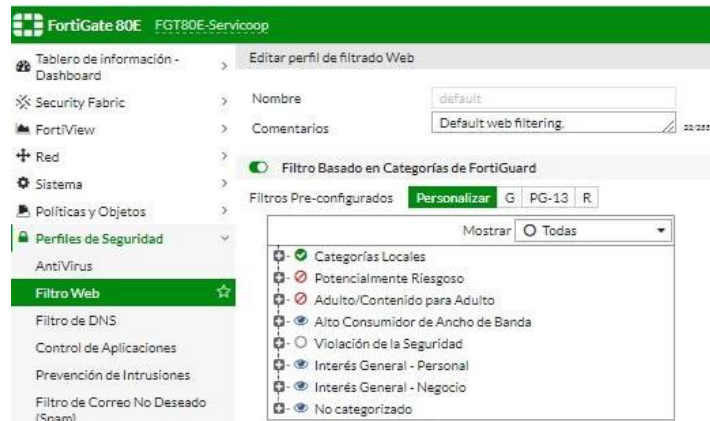 FortiGate 80E FGT80E-Servicoop
Tablero de información -
Dashboard
Security Fabric
FortiView
Red
Sistema
Políticas y Objetos
Perfiles de Seguridad
AntiVirus
Filtro Web
Filtro de DNS
Control de Aplicaciones
Prevención de Intrusiones
Filtro de Correo No Deseado
(Spam)
Editar perfil de filtrado Web
Nombre default
Comentarios Default web filtering. 22/255
Filtro Basado en Categorías de FortiGuard
Filtros Pre-configurados Personalizar G PG-13 R
Mostrar Todas
Categorías Locales
Potencialmente Riesgoso
Adulto/Contenido para Adulto
Alto Consumidor de Ancho de Banda
Violación de la Seguridad
Interés General - Personal
Interés General - Negocio
No categorizado